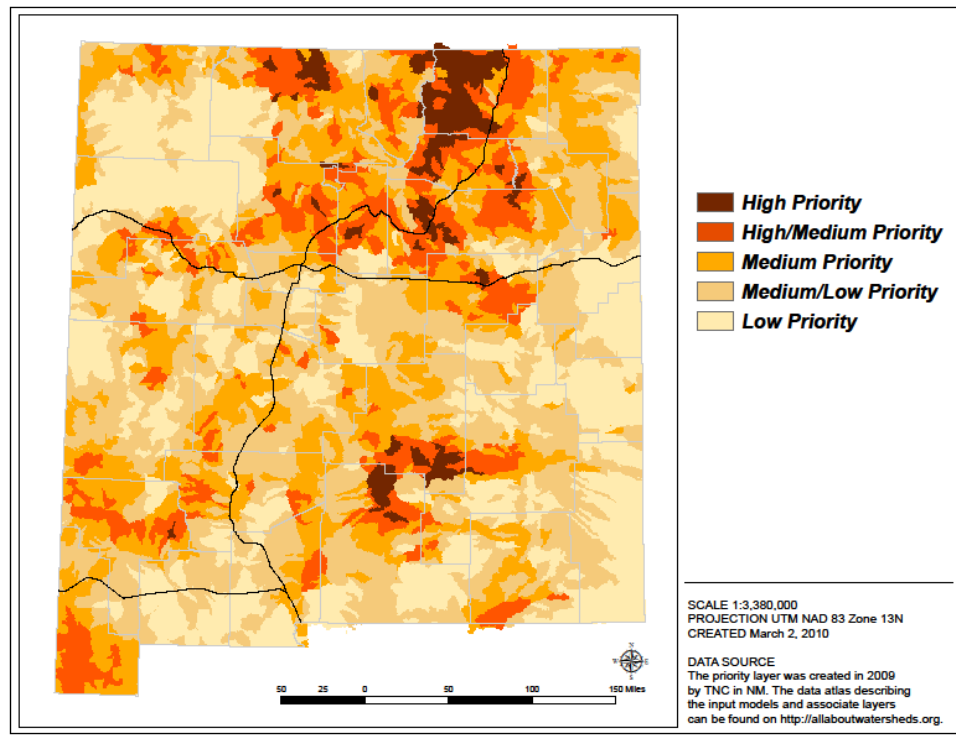 High Priority
High/Medium Priority
Medium Priority
Medium/Low Priority
Low Priority
SCALE 1:3,380,000
PROJECTION UTM NAD 83 Zone 13N
CREATED March 2, 2010
DATA SOURCE
The priority layer was created in 2009
by TNC in NM. The data atlas describing
the input models and associate layers
can be found on http://allaboutwatersheds.org.
N
W E
S
50 25 0 50 100 150 Miles